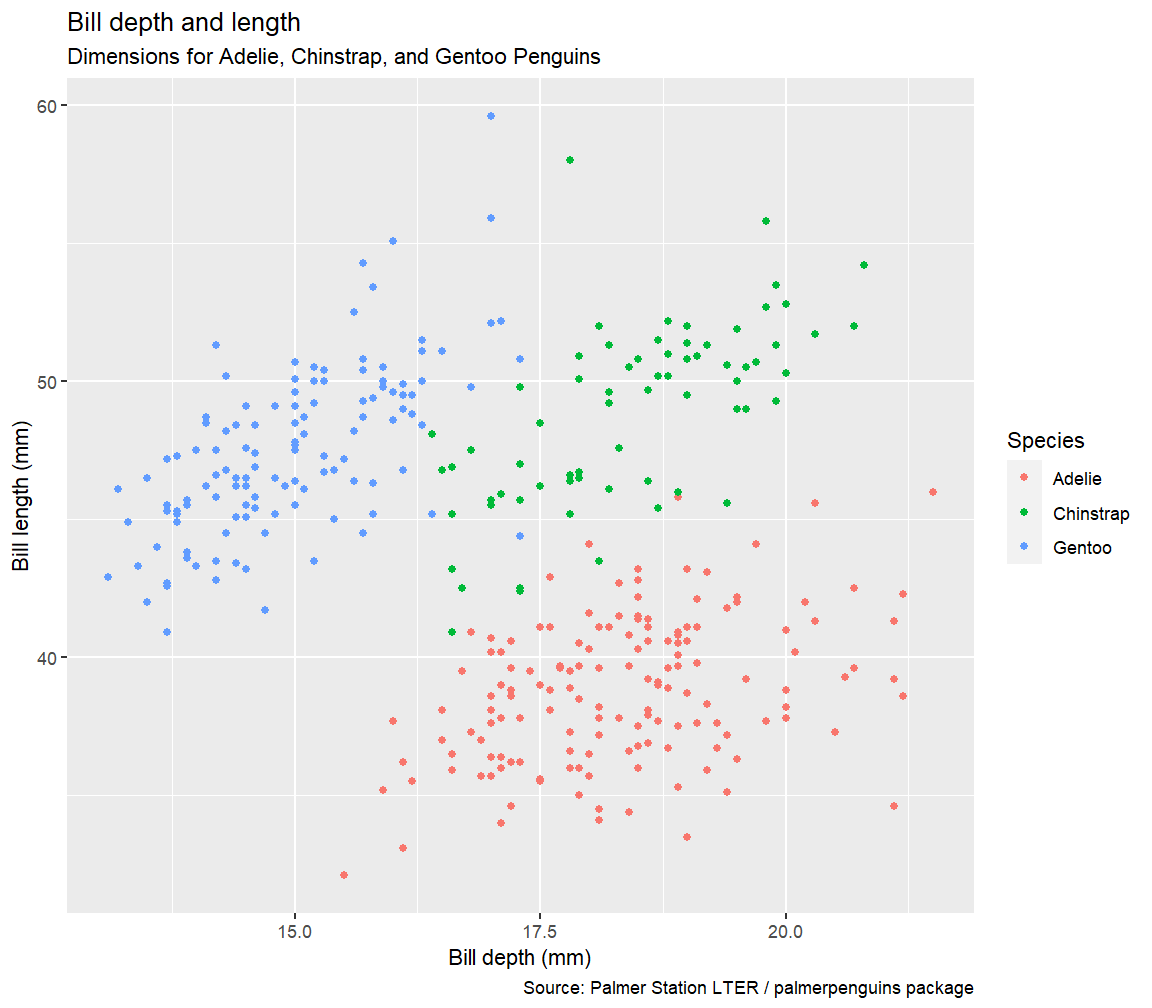 Bill depth and length
Dimensions for Adelie, Chinstrap, and Gentoo Penguins
60
50
40
Bill length (mm)
15.0
17.5
20.0
Bill depth (mm)
Species
Adelie
Chinstrap
Gentoo
Source: Palmer Station LTER / palmerpenguins package